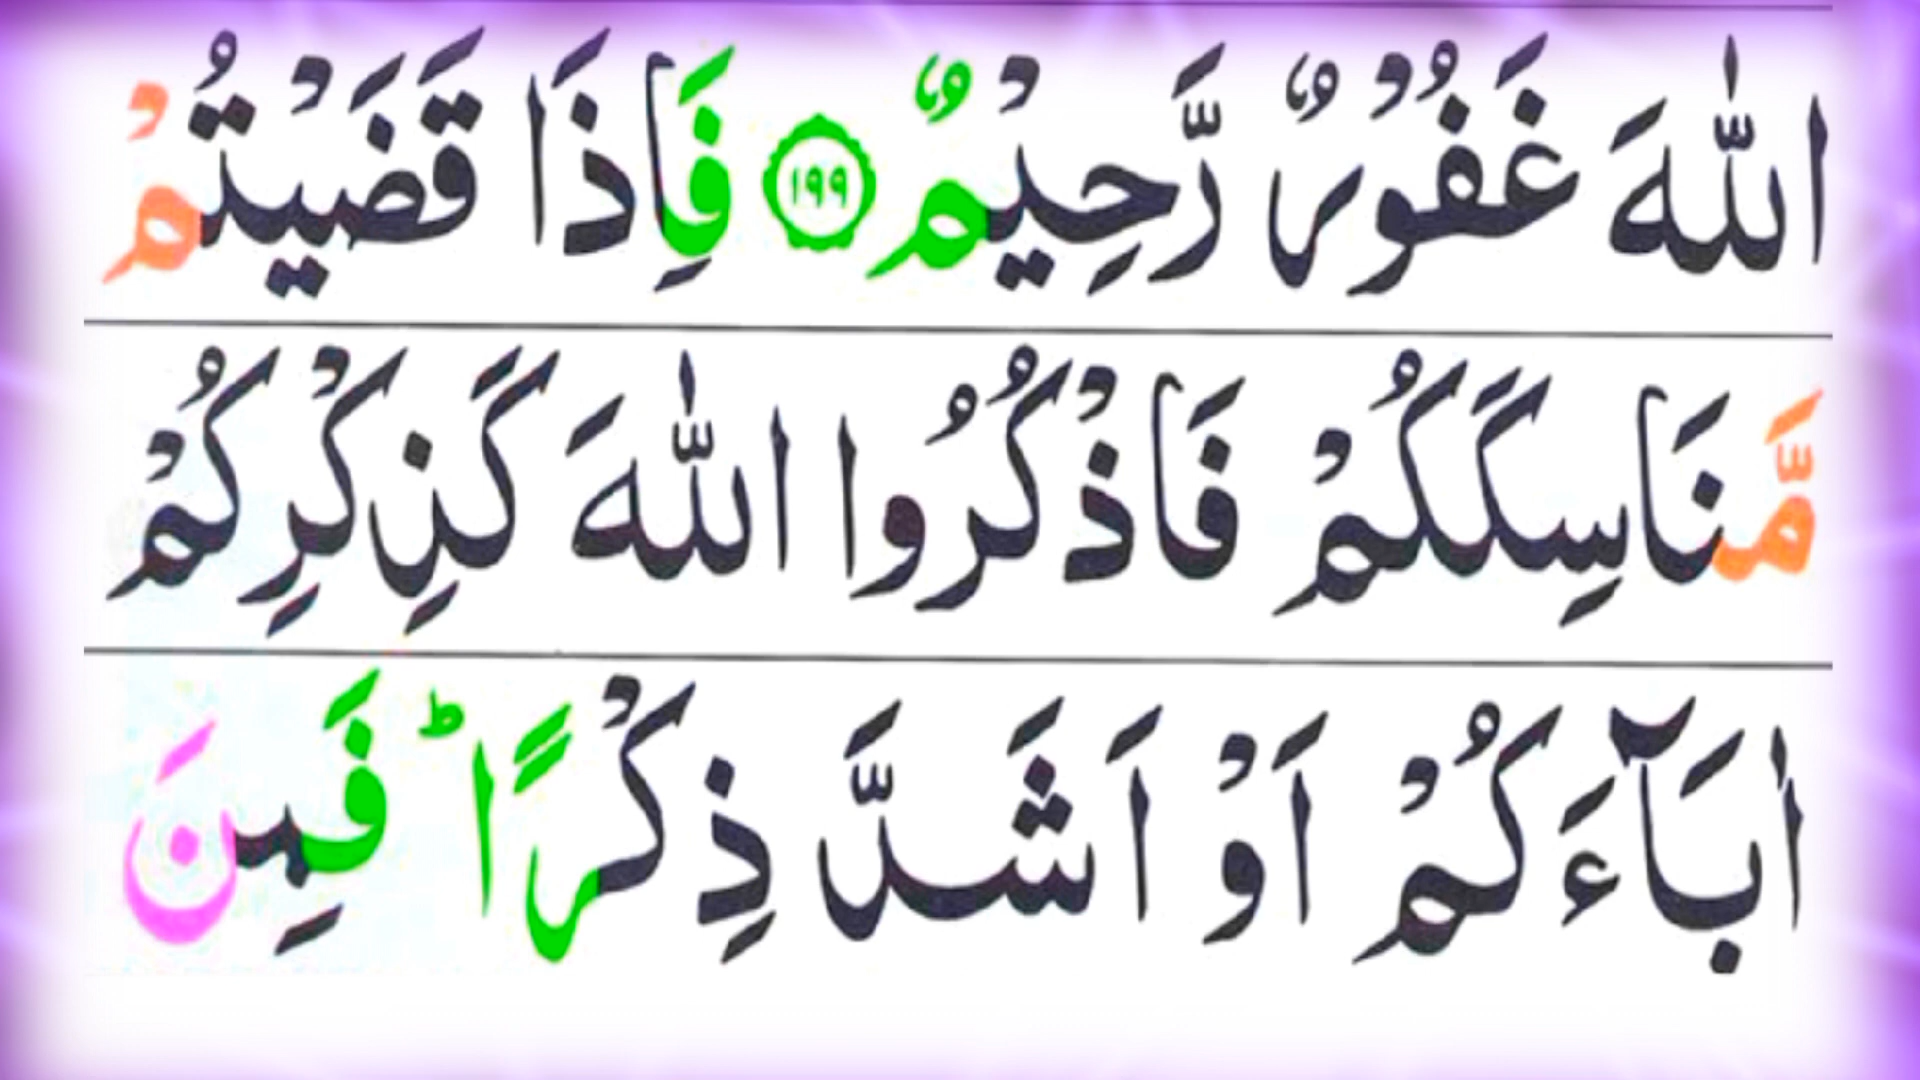 اللّٰهَ غَفُوْرٌ رَّحِيْمٌ ١٩٩ فَاِذَا قَضَيْتُمْ
مَّنَاسِكَكُمْ فَاذْكُرُوا اللّٰهَ كَذِكْرِكُمْ
اٰبَآءَكُمْ اَوْ اَشَدَّ ذِكْرًا ؕ فَمِنَ